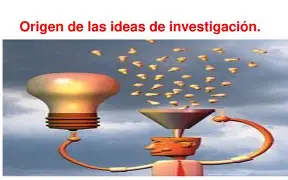 Origen de las ideas de investigación.